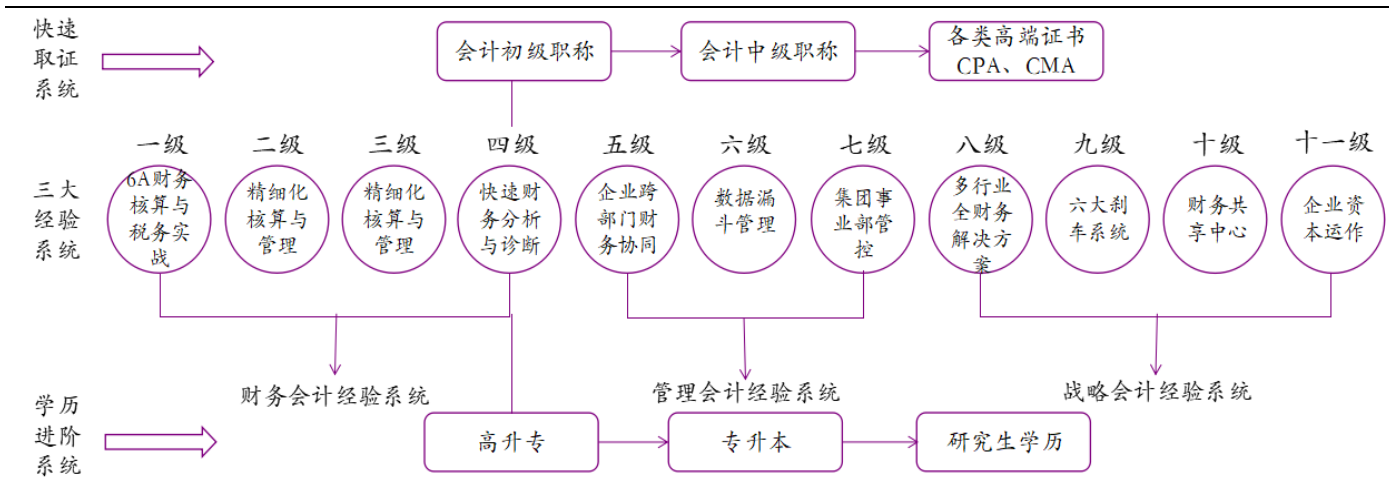 快速
取证
系统
会计初级职称
会计中级职称
各类高端证书
CPA、CMA
一级
二级
三级
四级
五级
六级
七级
八级
九级
十级
十一级
三大
经验
系统
6A财务
核算与
税务实
战
精细化
核算与
管理
精细化
核算与
管理
快速财
务分析
与诊断
企业跨
部门财
务协同
数据漏
斗管理
集团事
业部管
控
多行业
全财务
解决方
案
六大刹
车系统
财务共
享中心
企业资
本运作
财务会计经验系统
管理会计经验系统
战略会计经验系统
学历
进阶
系统
高升专
专升本
研究生学历